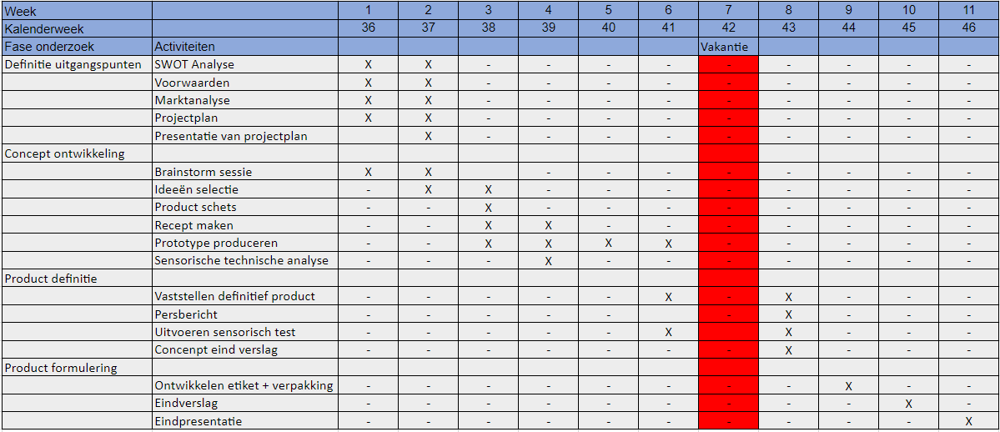 Week 1 2 3 4 5 6 7 8 9 10 11
Kalenderweek 36 37 38 39 40 41 42 43 44 45 46
Fase onderzoek Activiteiten Vakantie
Definitie uitgangspunten SWOT Analyse X X - - - - - - - - -
Voorwaarden X X - - - - - - - - -
Marktanalyse X X - - - - - - - - -
Projectplan X X - - - - - - - - -
Presentatie van projectplan X - - - - - - - - -
Concept ontwikkeling
Brainstorm sessie X X - - - - - - - -
Ideeën selectie - X X - - - - - - - -
Product schets - - X - - - - - - - -
Recept maken - - X X - - - - - - -
Prototype produceren - - X X X X - - - - -
Sensorische technische analyse - - - X - - - - - - -
Product definitie
Vaststellen definitief product - - - - - X - X - - -
Persbericht - - - - - - X - - -
Uitvoeren sensorisch test - - - - - X - X - - -
Concenpt eind verslag - - - - - - - X - - -
Product formulering
Ontwikkelen etiket + verpakking - - - - - - - - X - -
Eindverslag - - - - - - - - - X -
Eindpresentatie - - - - - - - - - - X